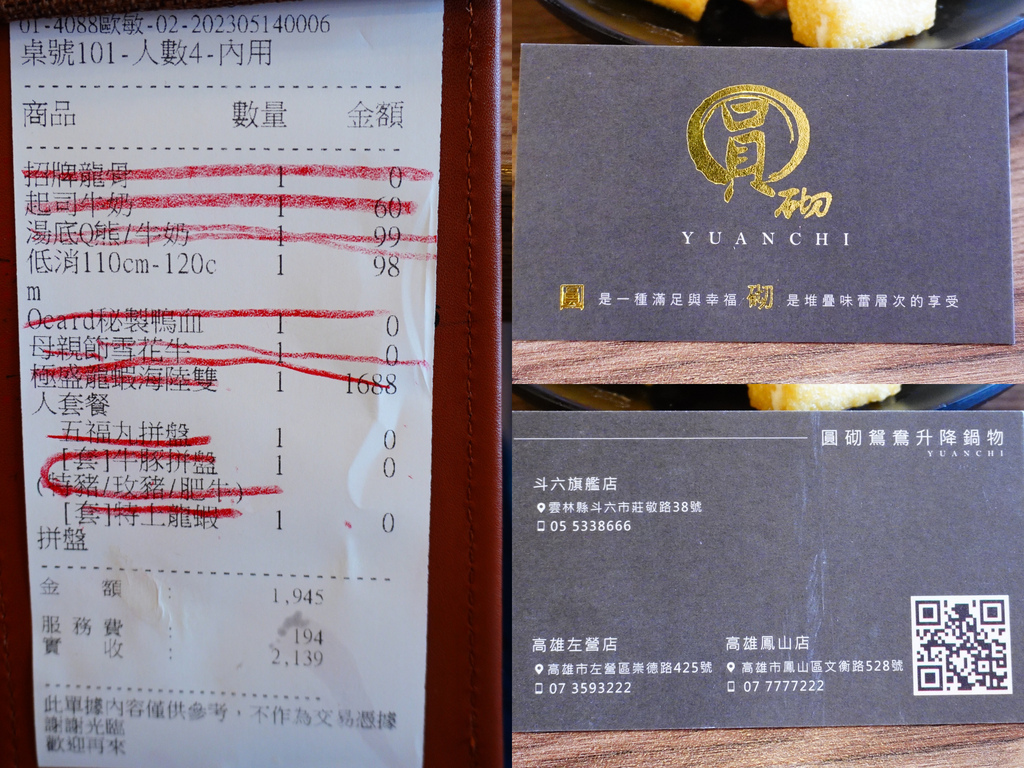 01-4088歐敏-02-202305140006
桌號101-人數4-內用
商品 數量 金額
招牌龍骨 1 0
起司牛奶 1 60
湯底Q熊/牛奶 1 99
低消110cm-120c
m 1 98
Ocard秘製鴨血 1 0
母親節雪花牛 1 0
極盛龍蝦海陸雙 1 1688
人套餐
五福丸拼盤 1 0
[套]牛豚拼盤 1 0
(特豬/玫豬/肥牛)
[套]特上龍蝦 1 0
拼盤
金額: 1,945
服務費: 194
實收: 2,139
此單據內容僅供參考,不作為交易憑據
謝謝光臨
歡迎再來
圓砌
YUANCHI
圓 是一種滿足與幸福 砌 是堆疊味蕾層次的享受
圓砌鴛鴦升降鍋物
YUANCHI
斗六旗艦店
雲林縣斗六市莊敬路38號
05 5338666
高雄左營店
高雄市左營區崇德路425號
07 3593222
高雄鳳山店
高雄市鳳山區文衡路528號
07 7777222